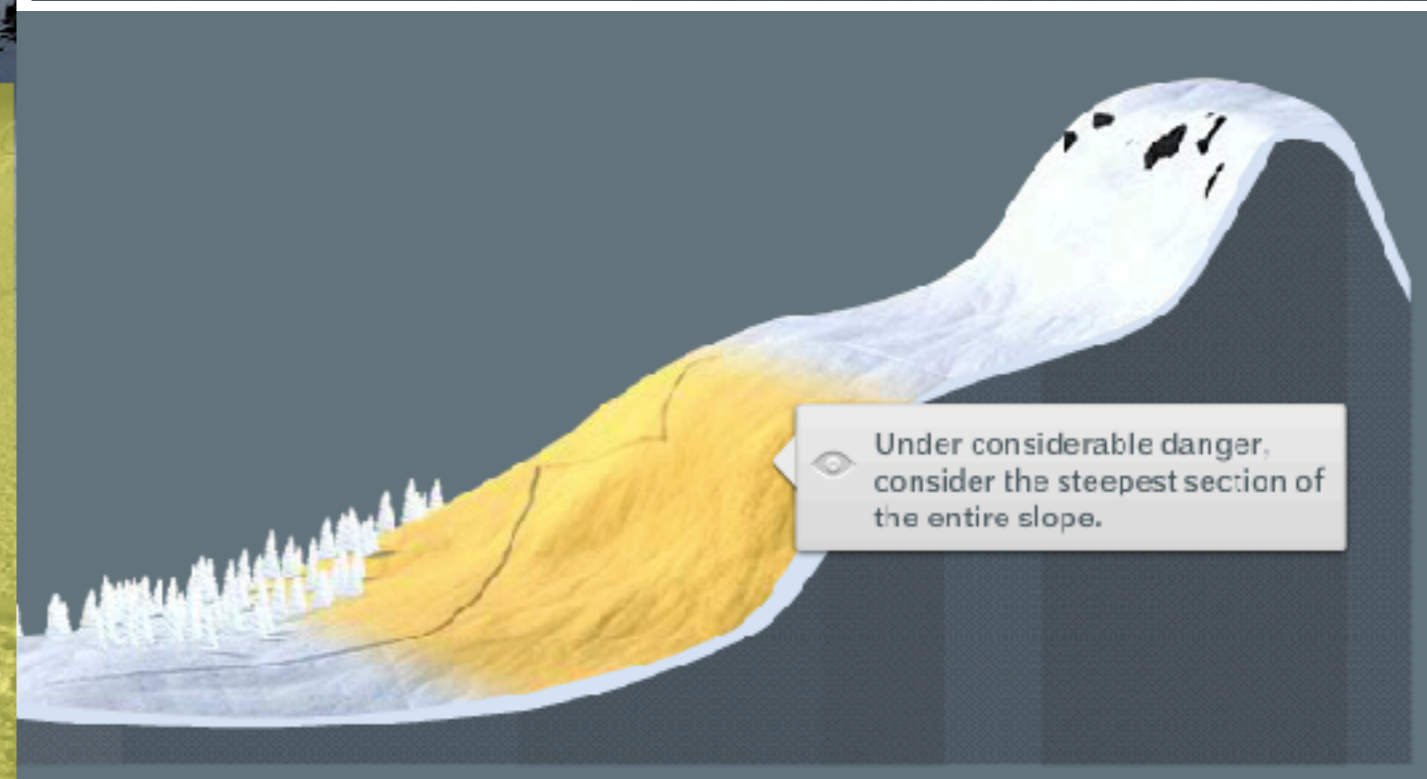 Under considerable danger,
consider the steepest section of
the entire slope.